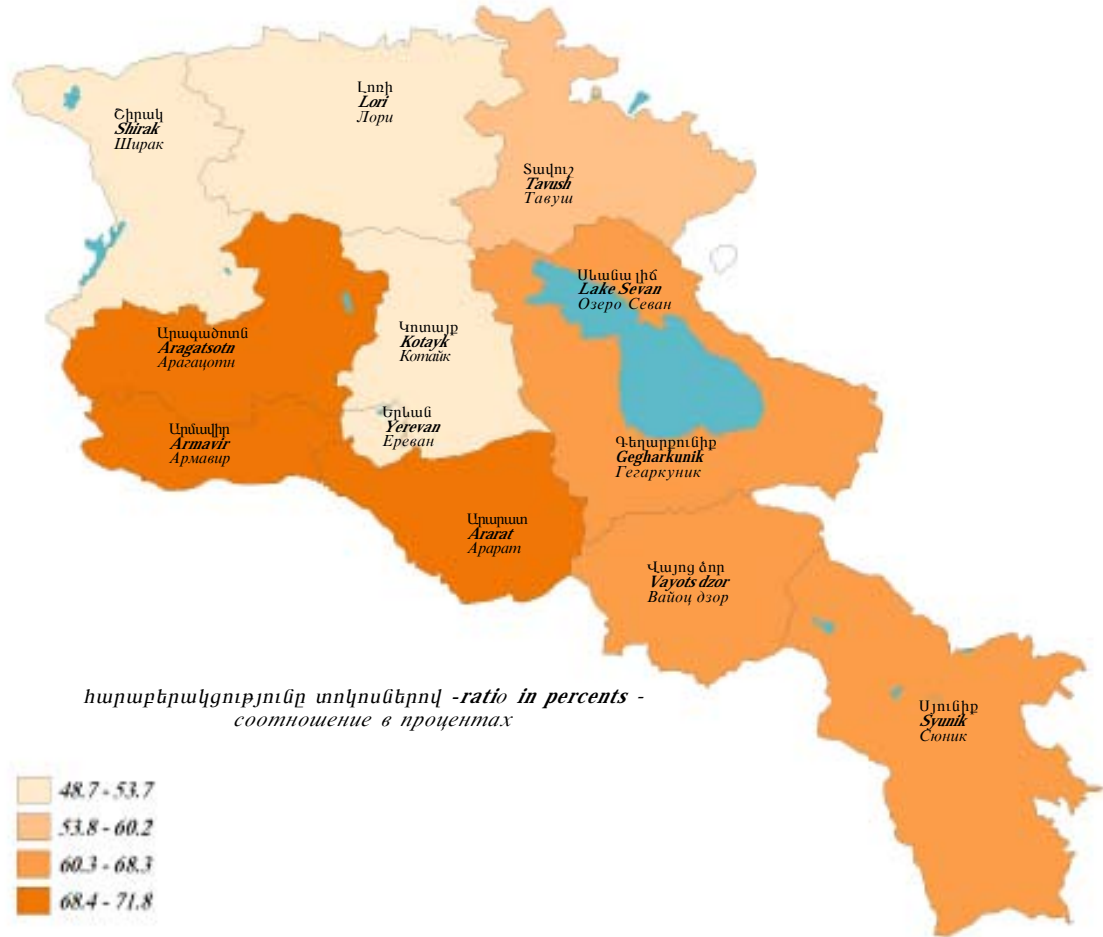 Լոռի
Lori
Лори
Շիրակ
Shirak
Ширак
Տավուշ
Tavush
Тавуш
Սևանա լիճ
Lake Sevan
Озеро Севан
Արագածոտն
Aragatsotn
Арагацотн
Կոտայք
Kotayk
Котайк
Երևան
Yerevan
Ереван
Արմավիր
Armavir
Армавир
Գեղարքունիք
Gegharkunik
Гегаркуник
Արարատ
Ararat
Арарат
Վայոց ձոր
Vayots dzor
Вайоц дзор
Սյունիք
Syunik
Сюник
հարաբերակցությունը տոկոսներով -ratio in percents -
соотношение в процентах
48.7 - 53.7
53.8 - 60.2
60.3 - 68.3
68.4 - 71.8